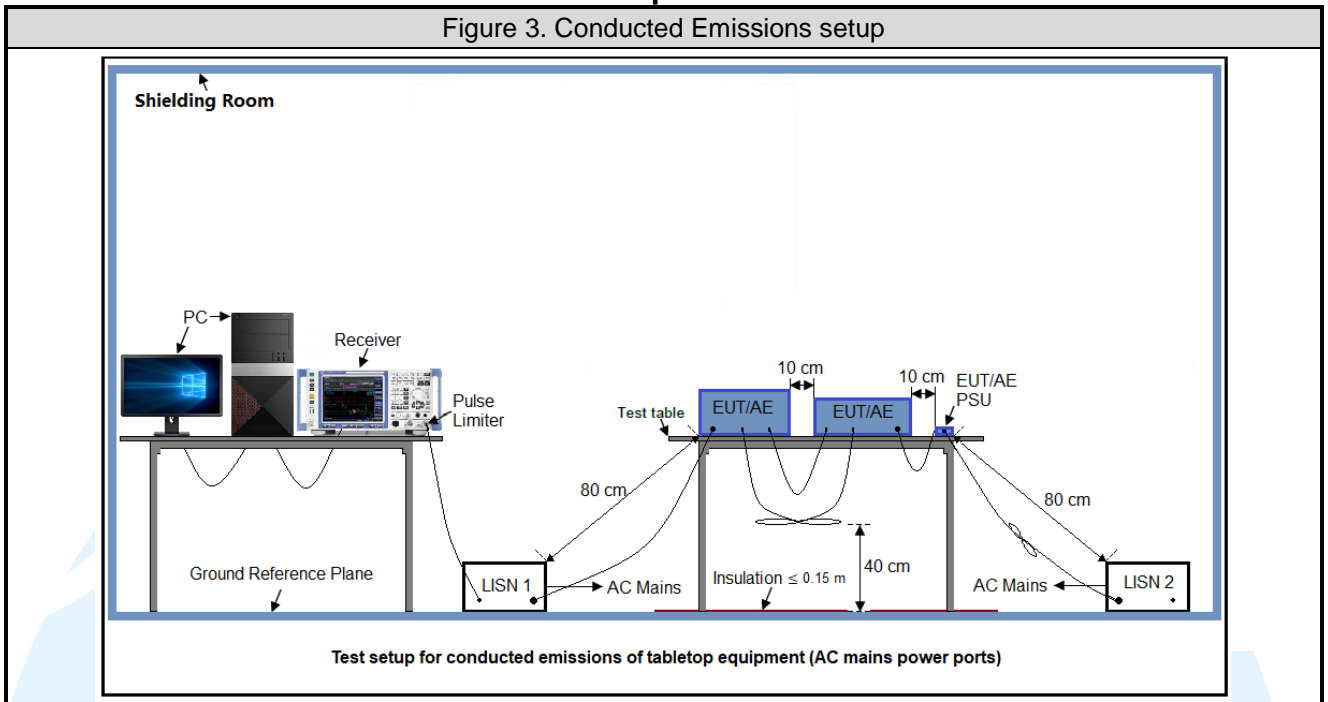 Figure 3. Conducted Emissions setup
Shielding Room
PC
Receiver
Pulse
Limiter
10 cm
10 cm
EUT/AE
PSU
Test table
EUT/AE
EUT/AE
80 cm
80 cm
40 cm
Ground Reference Plane
LISN 1
AC Mains
Insulation ≤ 0.15 m
AC Mains
LISN 2
Test setup for conducted emissions of tabletop equipment (AC mains power ports)